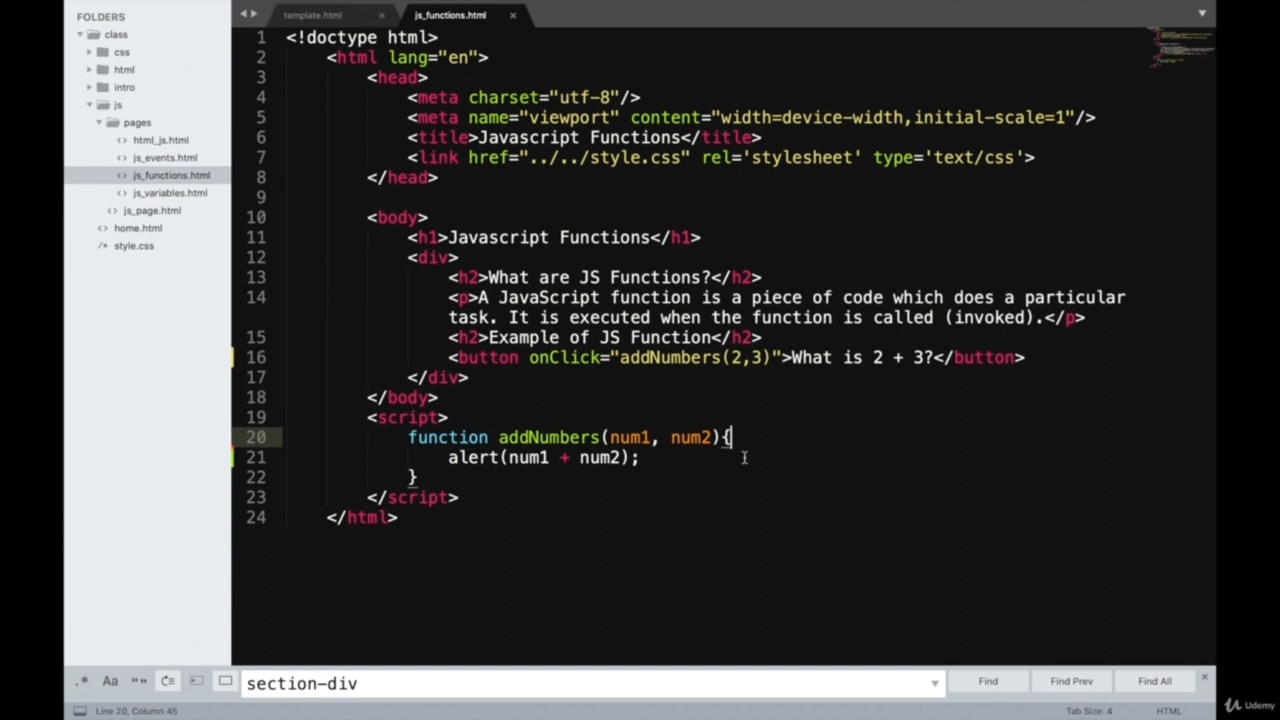 FOLDERS
class
css
html
intro
js
pages
html_js.html
js_events.html
js_functions.html
js_variables.html
js_page.html
home.html
style.css
template.html
js_functions.html
1 <!doctype html>
2 <html lang="en">
3 <head>
4 <meta charset="utf-8"/>
5 <meta name="viewport" content="width=device-width,initial-scale=1"/>
6 <title>Javascript Functions</title>
7 <link href="../../style.css" rel='stylesheet' type='text/css'>
8 </head>
9
10 <body>
11 <h1>Javascript Functions</h1>
12 <div>
13 <h2>What are JS Functions?</h2>
14 <p>A JavaScript function is a piece of code which does a particular
task. It is executed when the function is called (invoked).</p>
15 <h2>Example of JS Function</h2>
16 <button onClick="addNumbers(2,3)">What is 2 + 3?</button>
17 </div>
18 </body>
19 <script>
20 function addNumbers(num1, num2){
21 alert(num1 + num2);
22 }
23 </script>
24 </html>
.* Aa “”
section-div
Find
Find Prev
Find All
Line 20, Column 45
Tab Size: 4
HTML
Udemy